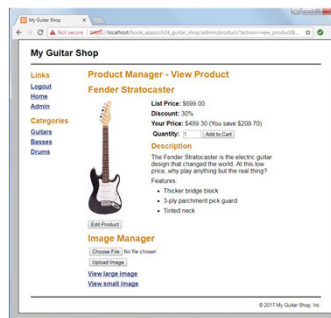 My Guitar Shop
Not secure | https://localhost/book_apps/ch24_guitar_shop/admin/product/?action=view_product&...
My Guitar Shop
Links
Logout
Home
Admin
Categories
Guitars
Basses
Drums
Product Manager - View Product
Fender Stratocaster
List Price: $699.00
Discount: 30%
Your Price: $489.30 (You save $209.70)
Quantity: 1 Add to Cart
Description
The Fender Stratocaster is the electric guitar
design that changed the world. At this low
price, why play anything but the real thing?
Features:
• Thicker bridge block
• 3-ply parchment pick guard
• Tinted neck
Edit Product
Image Manager
Choose File No file chosen
Upload Image
View large image
View small image
© 2017 My Guitar Shop, Inc.